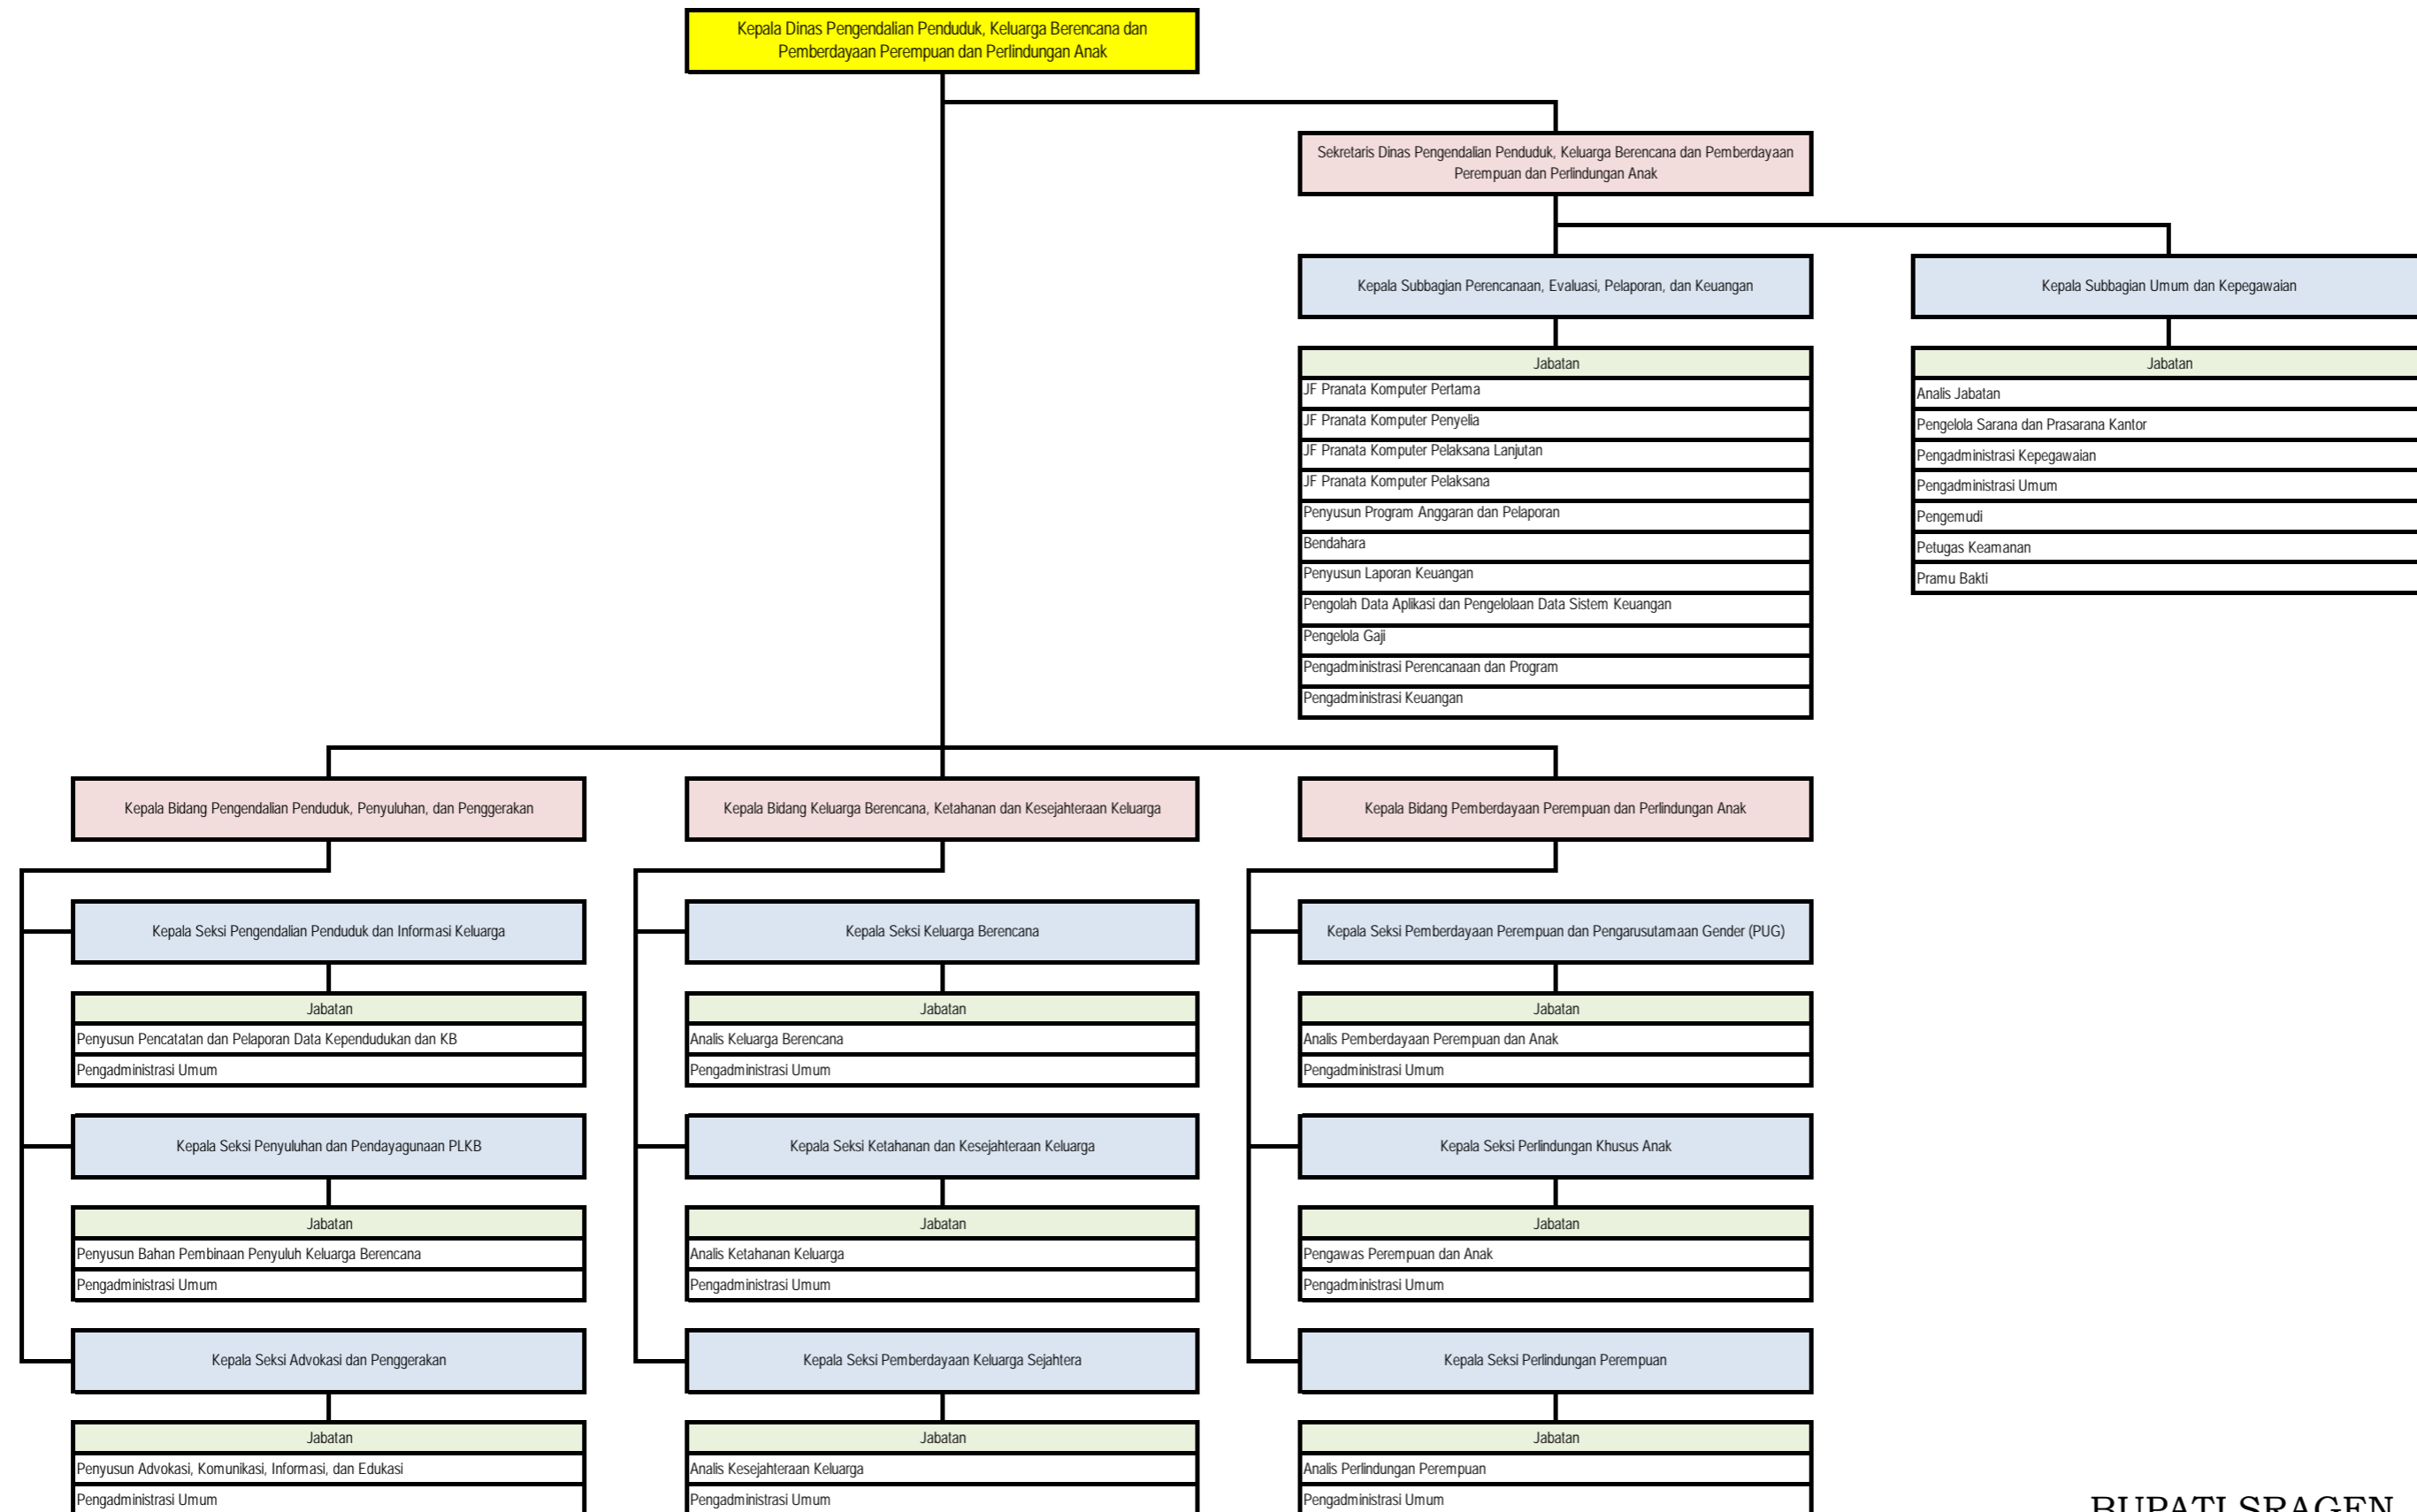 Kepala Dinas Pengendalian Penduduk, Keluarga Berencana dan
Pemberdayaan Perempuan dan Perlindungan Anak
Sekretaris Dinas Pengendalian Penduduk, Keluarga Berencana dan Pemberdayaan
Perempuan dan Perlindungan Anak
Kepala Subbagian Perencanaan, Evaluasi, Pelaporan, dan Keuangan
Jabatan
JF Pranata Komputer Pertama
JF Pranata Komputer Penyelia
JF Pranata Komputer Pelaksana Lanjutan
JF Pranata Komputer Pelaksana
Penyusun Program Anggaran dan Pelaporan
Bendahara
Penyusun Laporan Keuangan
Pengolah Data Aplikasi dan Pengelolaan Data Sistem Keuangan
Pengelola Gaji
Pengadministrasi Perencanaan dan Program
Pengadministrasi Keuangan
Kepala Subbagian Umum dan Kepegawaian
Jabatan
Analis Jabatan
Pengelola Sarana dan Prasarana Kantor
Pengadministrasi Kepegawaian
Pengadministrasi Umum
Pengemudi
Petugas Keamanan
Pramu Bakti
Kepala Bidang Pengendalian Penduduk, Penyuluhan, dan Penggerakan
Kepala Seksi Pengendalian Penduduk dan Informasi Keluarga
Jabatan
Penyusun Pencatatan dan Pelaporan Data Kependudukan dan KB
Pengadministrasi Umum
Kepala Seksi Penyuluhan dan Pendayagunaan PLKB
Jabatan
Penyusun Bahan Pembinaan Penyuluh Keluarga Berencana
Pengadministrasi Umum
Kepala Seksi Advokasi dan Penggerakan
Jabatan
Penyusun Advokasi, Komunikasi, Informasi, dan Edukasi
Pengadministrasi Umum
Kepala Bidang Keluarga Berencana, Ketahanan dan Kesejahteraan Keluarga
Kepala Seksi Keluarga Berencana
Jabatan
Analis Keluarga Berencana
Pengadministrasi Umum
Kepala Seksi Ketahanan dan Kesejahteraan Keluarga
Jabatan
Analis Ketahanan Keluarga
Pengadministrasi Umum
Kepala Seksi Pemberdayaan Keluarga Sejahtera
Jabatan
Analis Kesejahteraan Keluarga
Pengadministrasi Umum
Kepala Bidang Pemberdayaan Perempuan dan Perlindungan Anak
Kepala Seksi Pemberdayaan Perempuan dan Pengarusutamaan Gender (PUG)
Jabatan
Analis Pemberdayaan Perempuan dan Anak
Pengadministrasi Umum
Kepala Seksi Perlindungan Khusus Anak
Jabatan
Pengawas Perempuan dan Anak
Pengadministrasi Umum
Kepala Seksi Perlindungan Perempuan
Jabatan
Analis Perlindungan Perempuan
Pengadministrasi Umum
BUPATI SRAGEN